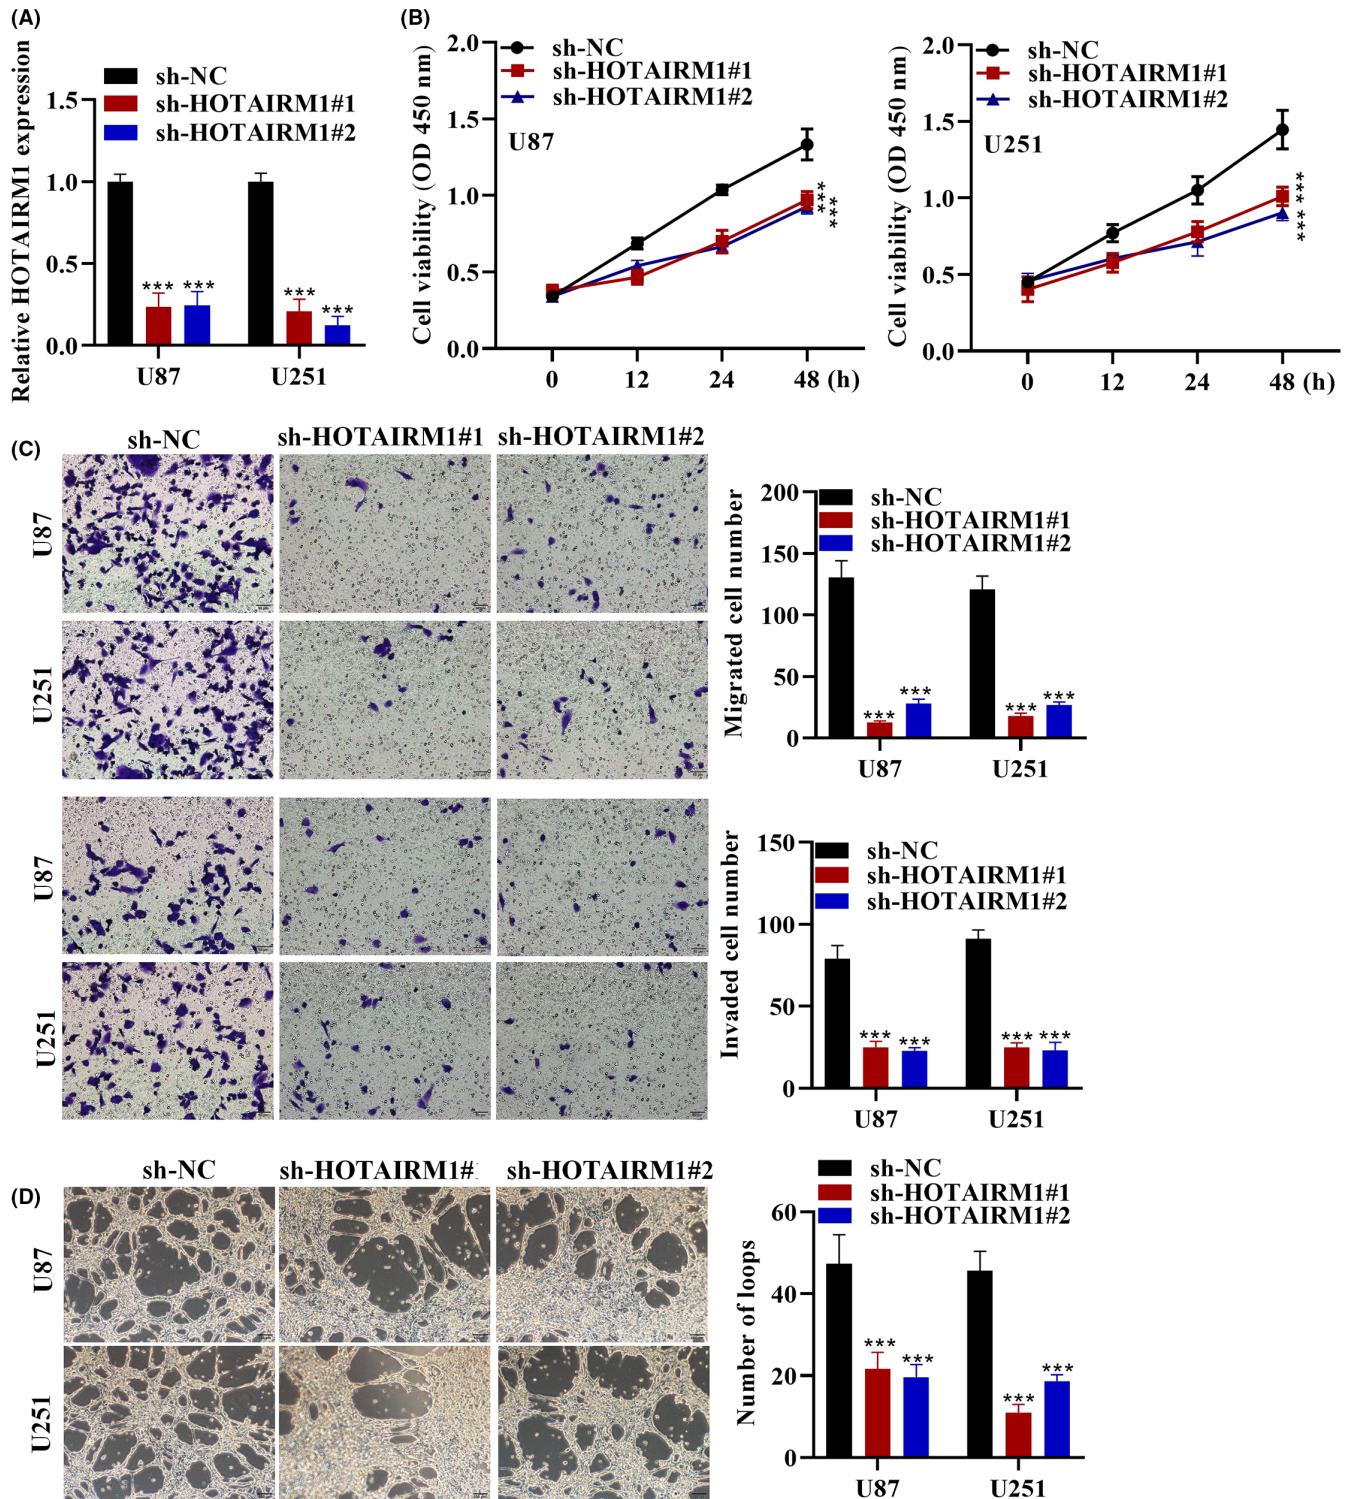 (A)
Relative HOTAIRM1 expression
sh-NC
sh-HOTAIRM1#1
sh-HOTAIRM1#2
1.5
1.0
0.5
0.0
*** ***
*** ***
U87 U251
(B)
Cell viability (OD 450 nm)
sh-NC
sh-HOTAIRM1#1
sh-HOTAIRM1#2
U87
2.0
1.5
1.0
0.5
0.0
***
***
0 12 24 48 (h)
Cell viability (OD 450 nm)
sh-NC
sh-HOTAIRM1#1
sh-HOTAIRM1#2
U251
2.0
1.5
1.0
0.5
0.0
***
***
0 12 24 48 (h)
(C)
sh-NC sh-HOTAIRM1#1 sh-HOTAIRM1#2
U87
U251
U87
U251
Migrated cell number
sh-NC
sh-HOTAIRM1#1
sh-HOTAIRM1#2
200
150
100
50
0
*** ***
*** ***
U87 U251
Invaded cell number
sh-NC
sh-HOTAIRM1#1
sh-HOTAIRM1#2
150
100
50
0
*** ***
*** ***
U87 U251
(D)
sh-NC sh-HOTAIRM1# sh-HOTAIRM1#2
U87
U251
Number of loops
sh-NC
sh-HOTAIRM1#1
sh-HOTAIRM1#2
60
40
20
0
*** ***
*** ***
U87 U251